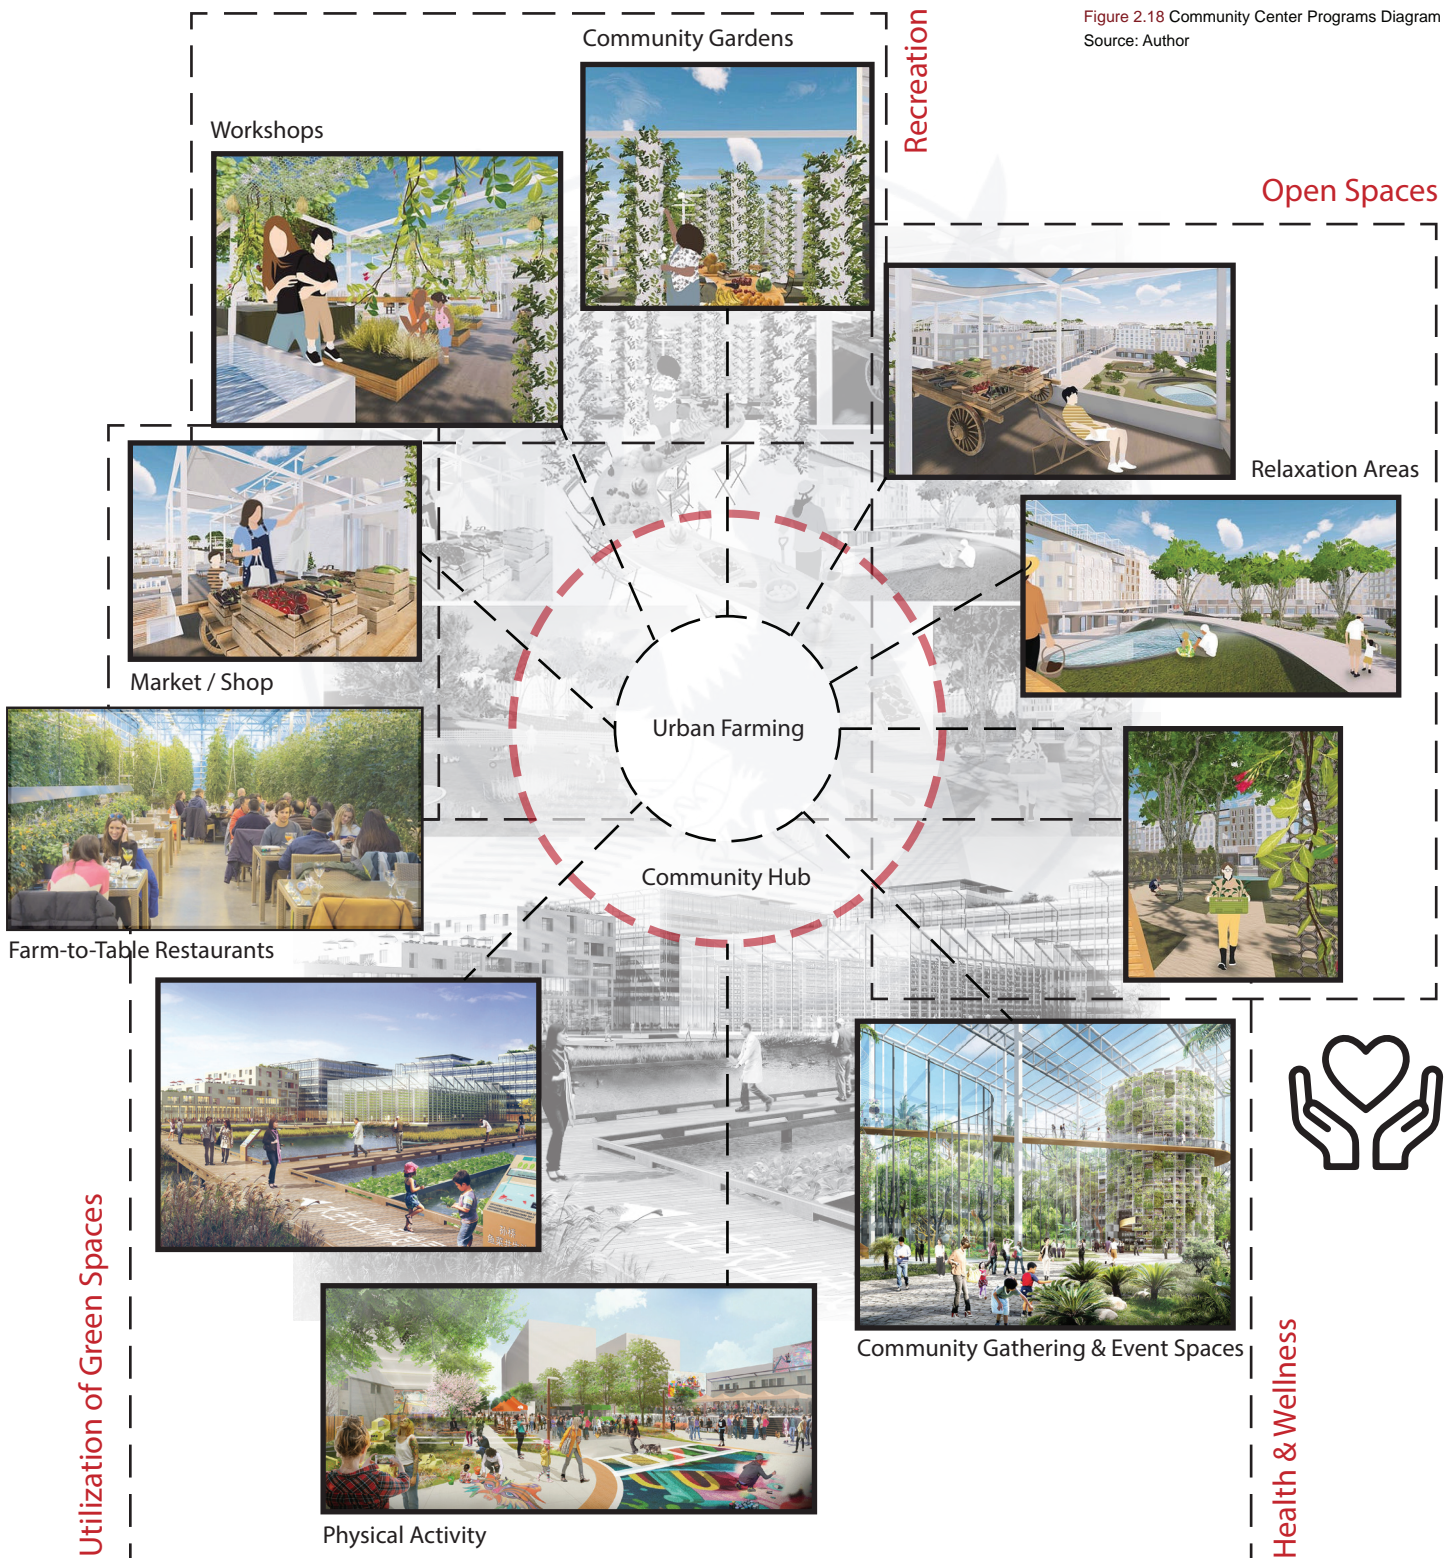 Figure 2.18 Community Center Programs Diagram
Source: Author
Community Gardens
Recreation
Workshops
Open Spaces
Relaxation Areas
Market / Shop
Urban Farming
Community Hub
Farm-to-Table Restaurants
Utilization of Green Spaces
Community Gathering & Event Spaces
Health & Wellness
Physical Activity